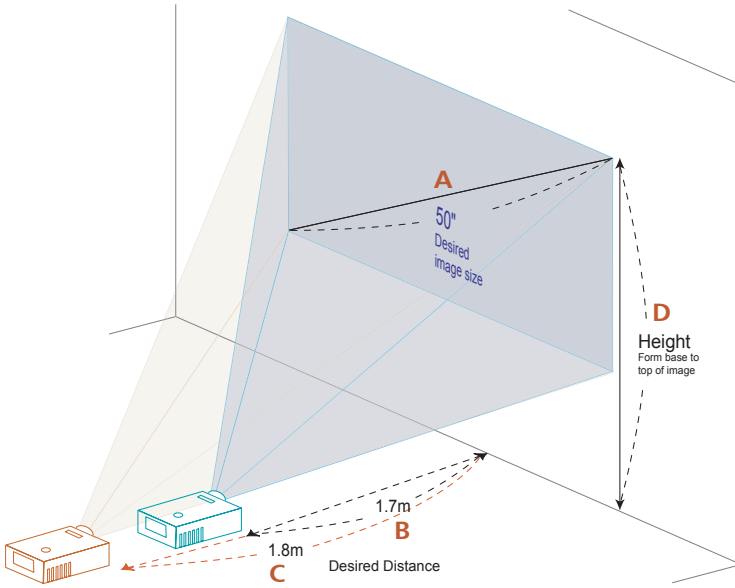 A
50"
Desired
image size
D
Height
Form base to
top of image
1.7m
B
1.8m
C
Desired Distance